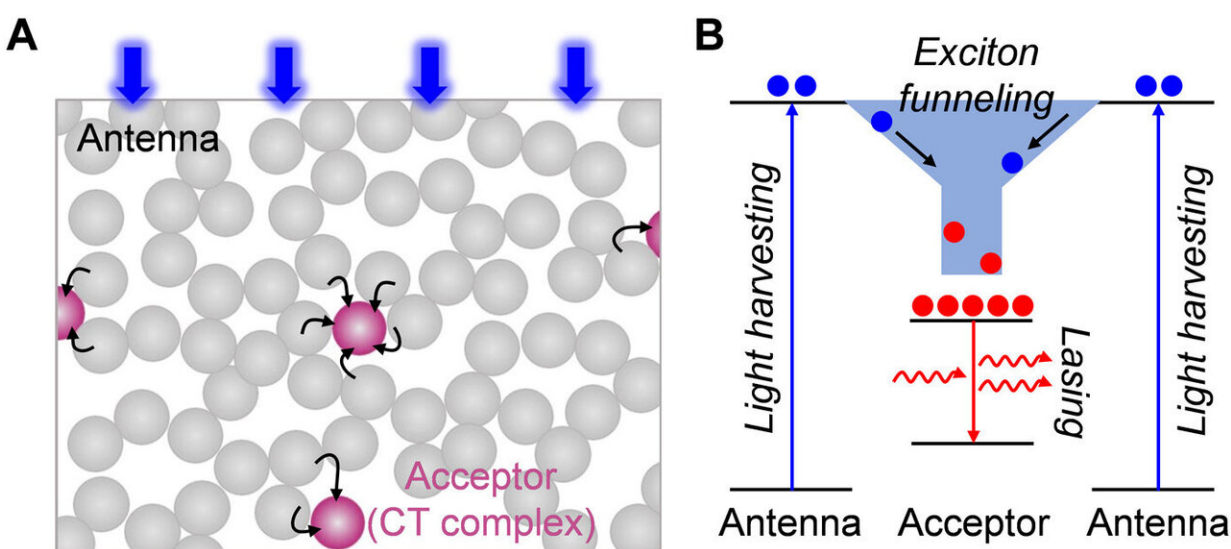 A
Antenna
Acceptor
(CT complex)
B
Exciton
funneling
Light harvesting
Lasing
Light harvesting
Antenna
Acceptor
Antenna